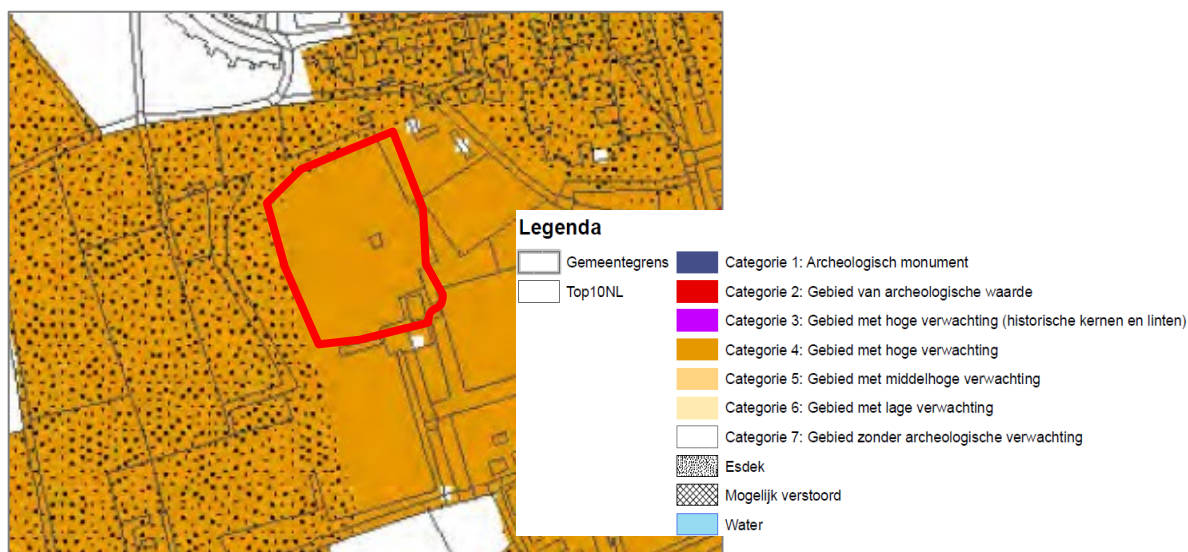 Legenda
Gemeentegrens
Top10NL
Categorie 1: Archeologisch monument
Categorie 2: Gebied van archeologische waarde
Categorie 3: Gebied met hoge verwachting (historische kernen en linten)
Categorie 4: Gebied met hoge verwachting
Categorie 5: Gebied met middelhoge verwachting
Categorie 6: Gebied met lage verwachting
Categorie 7: Gebied zonder archeologische verwachting
Esdek
Mogelijk verstoord
Water